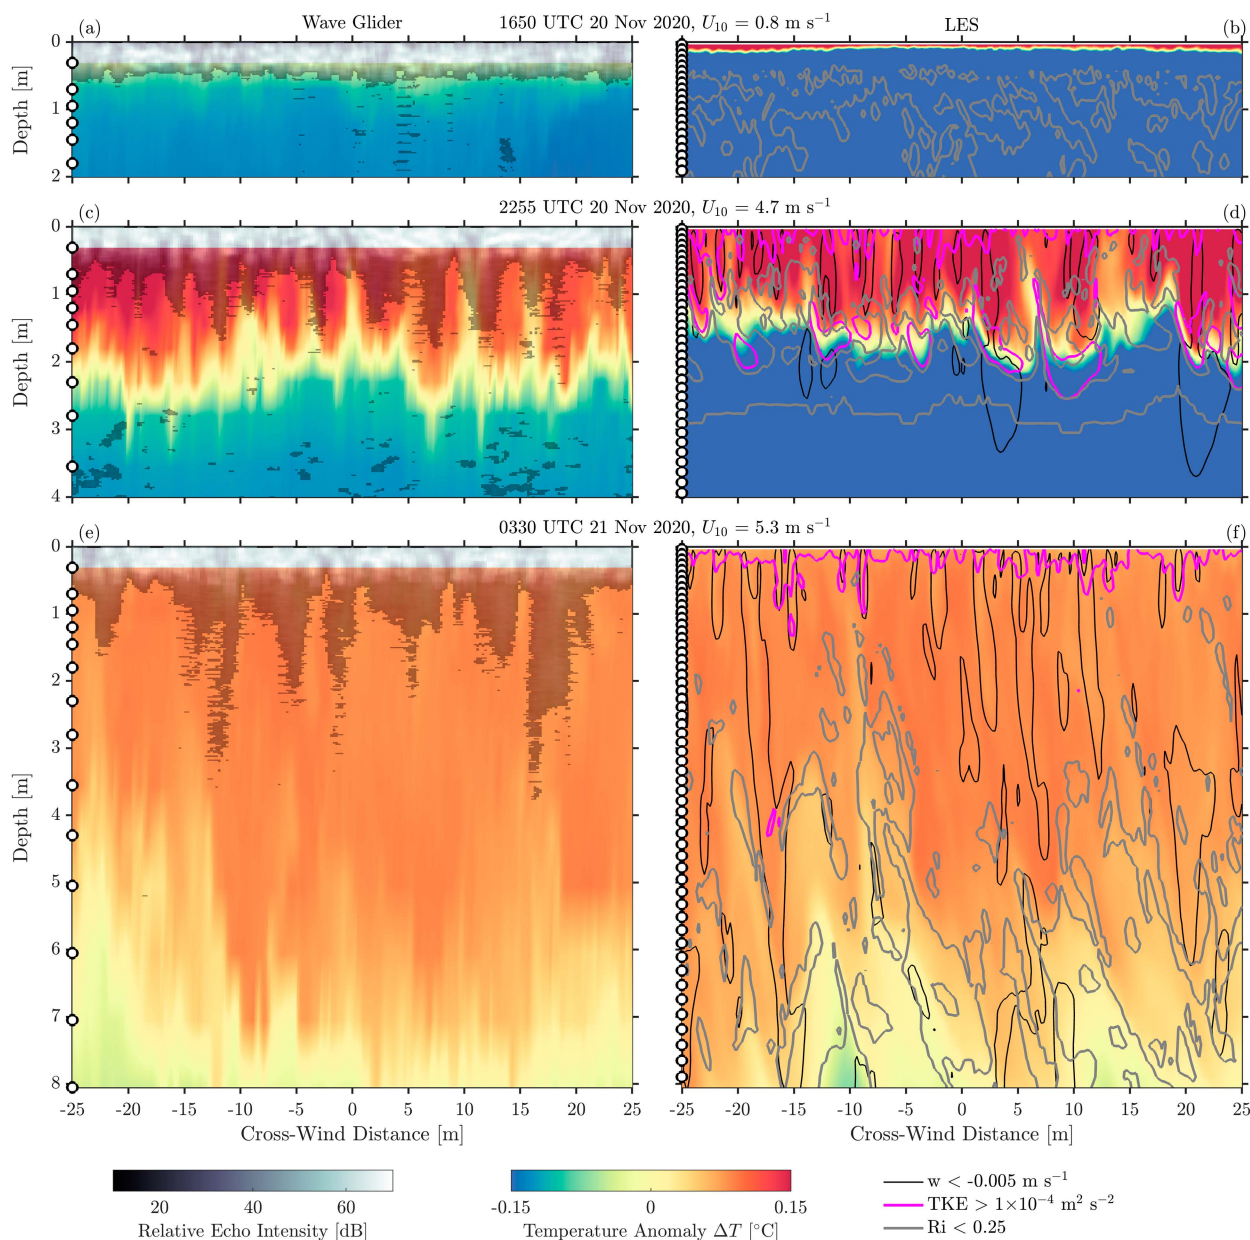 (a) Wave Glider 1650 UTC 20 Nov 2020, U10 = 0.8 m s−1 LES (b)
0
1
2
Depth [m]
(c) 2255 UTC 20 Nov 2020, U10 = 4.7 m s−1 (d)
0
1
2
3
4
Depth [m]
(e) 0330 UTC 21 Nov 2020, U10 = 5.3 m s−1 (f)
0
1
2
3
4
5
6
7
8
Depth [m]
-25 -20 -15 -10 -5 0 5 10 15 20 25
-25 -20 -15 -10 -5 0 5 10 15 20 25
Cross-Wind Distance [m]
Cross-Wind Distance [m]
20 40 60
Relative Echo Intensity [dB]
-0.15 0 0.15
Temperature Anomaly ΔT [°C]
w < -0.005 m s−1
TKE > 1×10−4 m2 s−2
Ri < 0.25